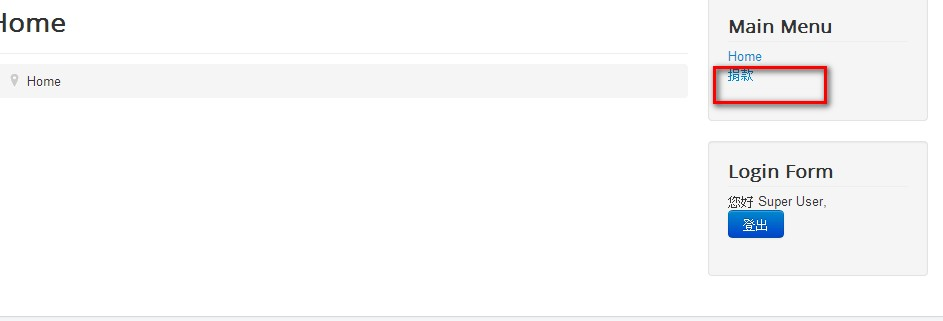 Home
Home
Main Menu
Home
捐款
Login Form
您好 Super User,
登出